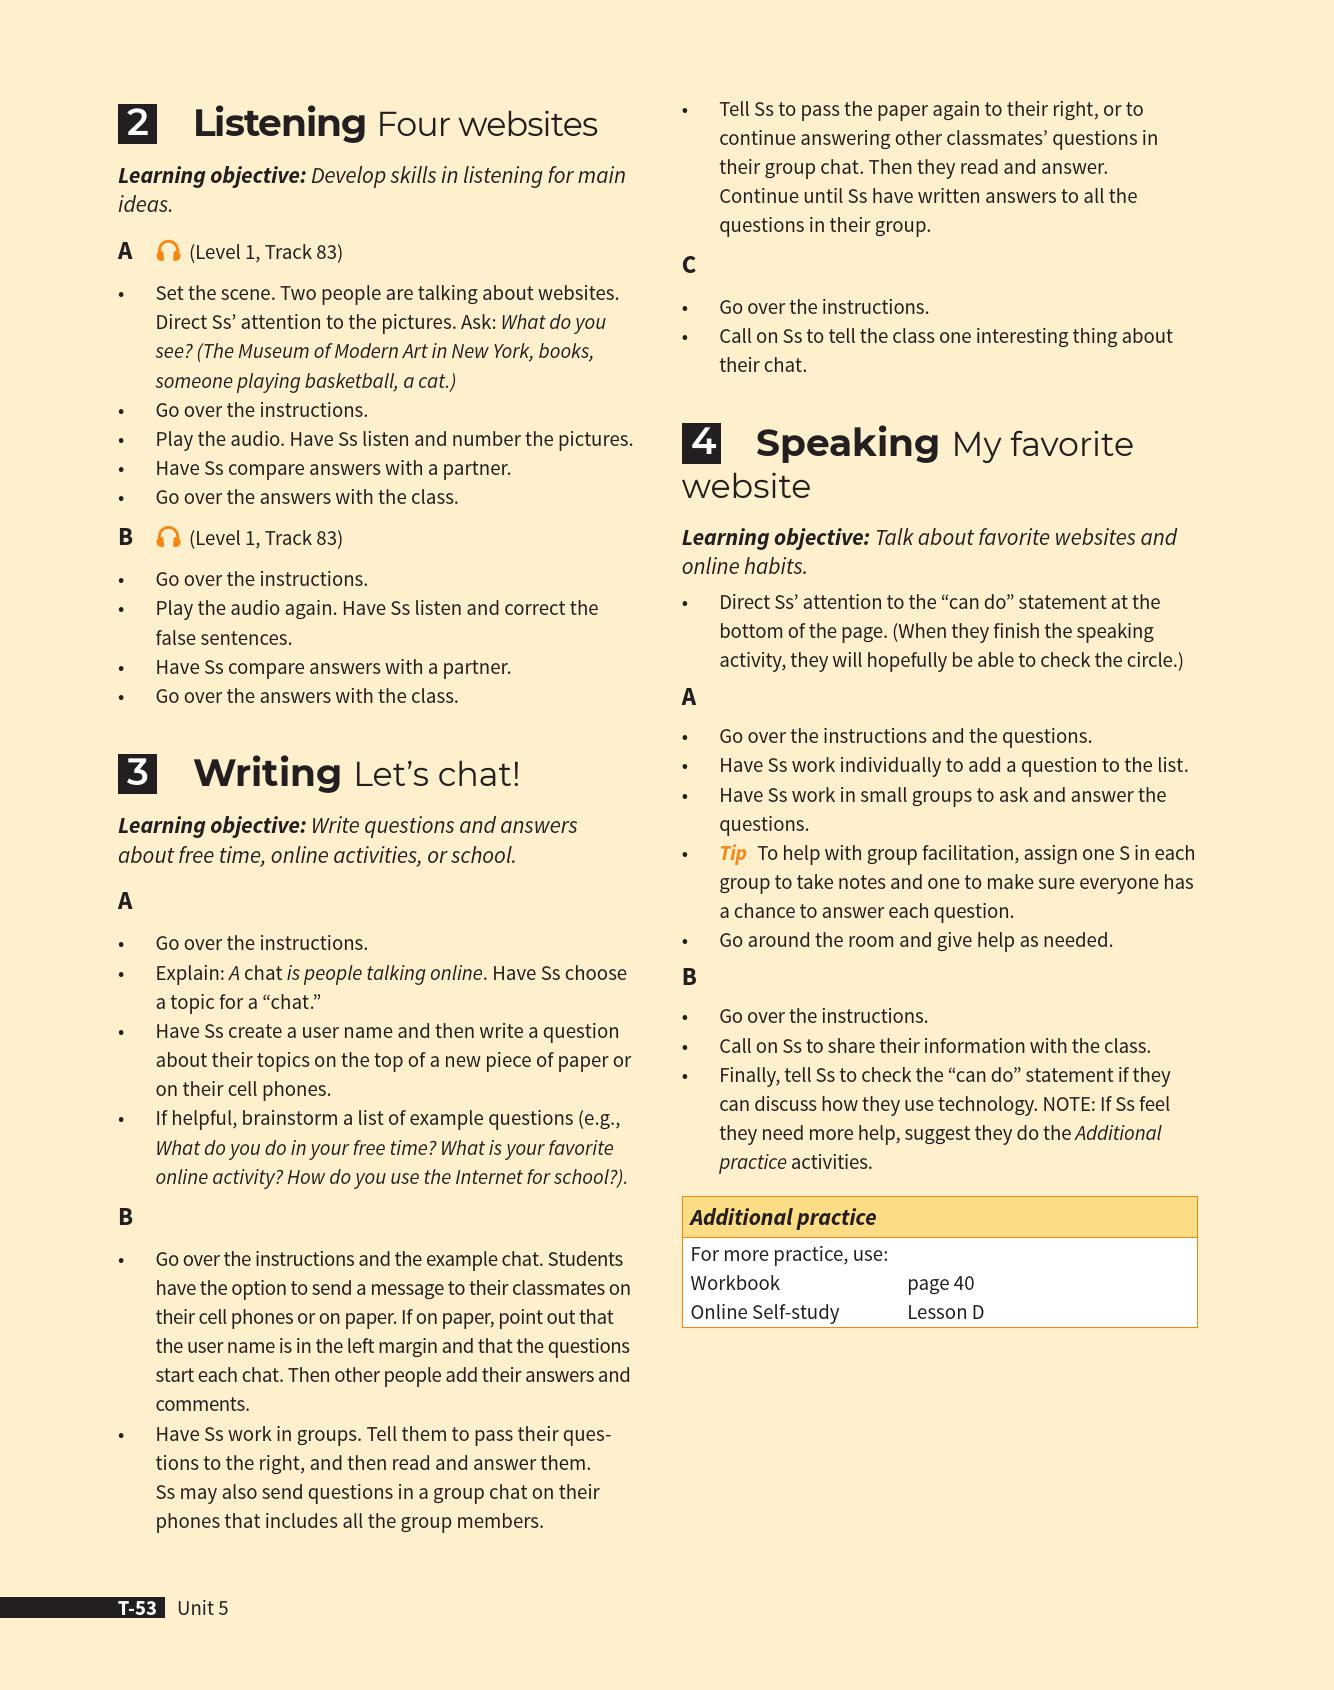 2 Listening Four websites
Learning objective: Develop skills in listening for main
ideas.
A (Level 1, Track 83)
• Set the scene. Two people are talking about websites.
Direct Ss’ attention to the pictures. Ask: What do you
see? (The Museum of Modern Art in New York, books,
someone playing basketball, a cat.)
• Go over the instructions.
• Play the audio. Have Ss listen and number the pictures.
• Have Ss compare answers with a partner.
• Go over the answers with the class.
B (Level 1, Track 83)
• Go over the instructions.
• Play the audio again. Have Ss listen and correct the
false sentences.
• Have Ss compare answers with a partner.
• Go over the answers with the class.
3 Writing Let’s chat!
Learning objective: Write questions and answers
about free time, online activities, or school.
A
• Go over the instructions.
• Explain: A chat is people talking online. Have Ss choose
a topic for a “chat.”
• Have Ss create a user name and then write a question
about their topics on the top of a new piece of paper or
on their cell phones.
• If helpful, brainstorm a list of example questions (e.g.,
What do you do in your free time? What is your favorite
online activity? How do you use the Internet for school?).
B
• Go over the instructions and the example chat. Students
have the option to send a message to their classmates on
their cell phones or on paper. If on paper, point out that
the user name is in the left margin and that the questions
start each chat. Then other people add their answers and
comments.
• Have Ss work in groups. Tell them to pass their ques-
tions to the right, and then read and answer them.
Ss may also send questions in a group chat on their
phones that includes all the group members.
• Tell Ss to pass the paper again to their right, or to
continue answering other classmates’ questions in
their group chat. Then they read and answer.
Continue until Ss have written answers to all the
questions in their group.
C
• Go over the instructions.
• Call on Ss to tell the class one interesting thing about
their chat.
4 Speaking My favorite
website
Learning objective: Talk about favorite websites and
online habits.
• Direct Ss’ attention to the “can do” statement at the
bottom of the page. (When they finish the speaking
activity, they will hopefully be able to check the circle.)
A
• Go over the instructions and the questions.
• Have Ss work individually to add a question to the list.
• Have Ss work in small groups to ask and answer the
questions.
• Tip To help with group facilitation, assign one S in each
group to take notes and one to make sure everyone has
a chance to answer each question.
• Go around the room and give help as needed.
B
• Go over the instructions.
• Call on Ss to share their information with the class.
• Finally, tell Ss to check the “can do” statement if they
can discuss how they use technology. NOTE: If Ss feel
they need more help, suggest they do the Additional
practice activities.
Additional practice
For more practice, use:
Workbook page 40
Online Self-study Lesson D
T-53 Unit 5